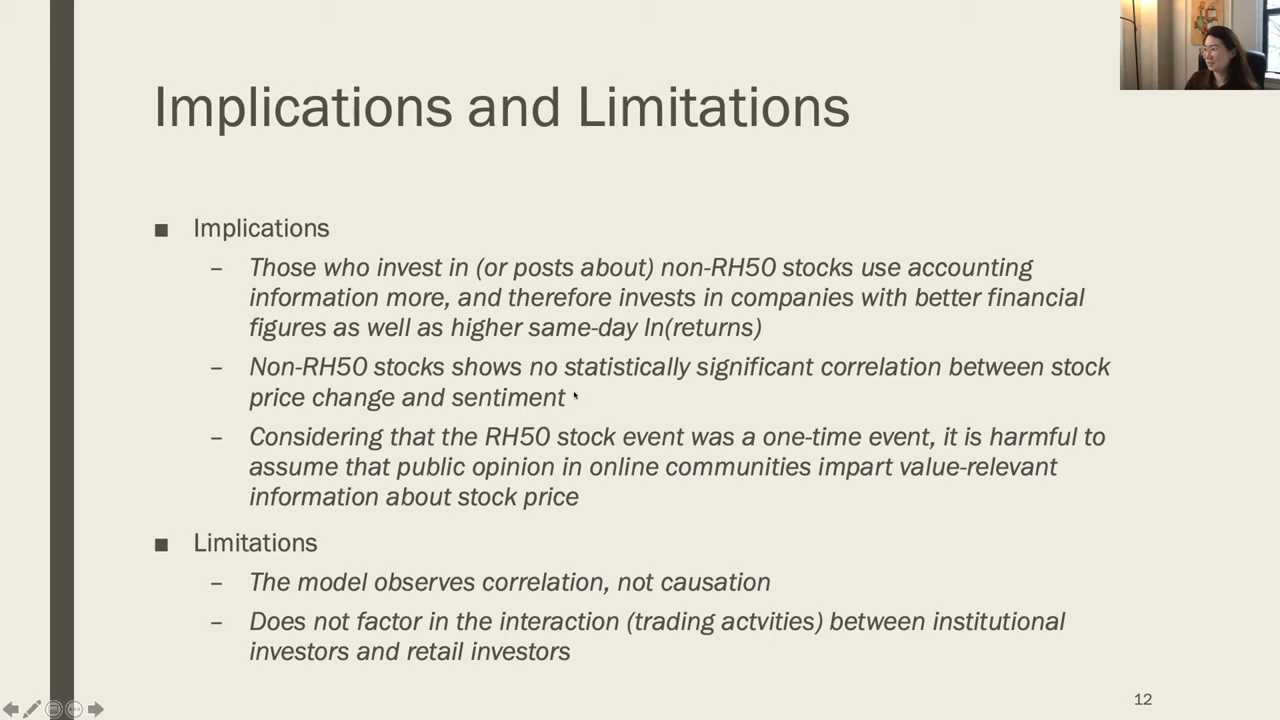 Implications and Limitations
■ Implications
– Those who invest in (or posts about) non-RH50 stocks use accounting
information more, and therefore invests in companies with better financial
figures as well as higher same-day ln(returns)
– Non-RH50 stocks shows no statistically significant correlation between stock
price change and sentiment
– Considering that the RH50 stock event was a one-time event, it is harmful to
assume that public opinion in online communities impart value-relevant
information about stock price
■ Limitations
– The model observes correlation, not causation
– Does not factor in the interaction (trading actvities) between institutional
investors and retail investors
12